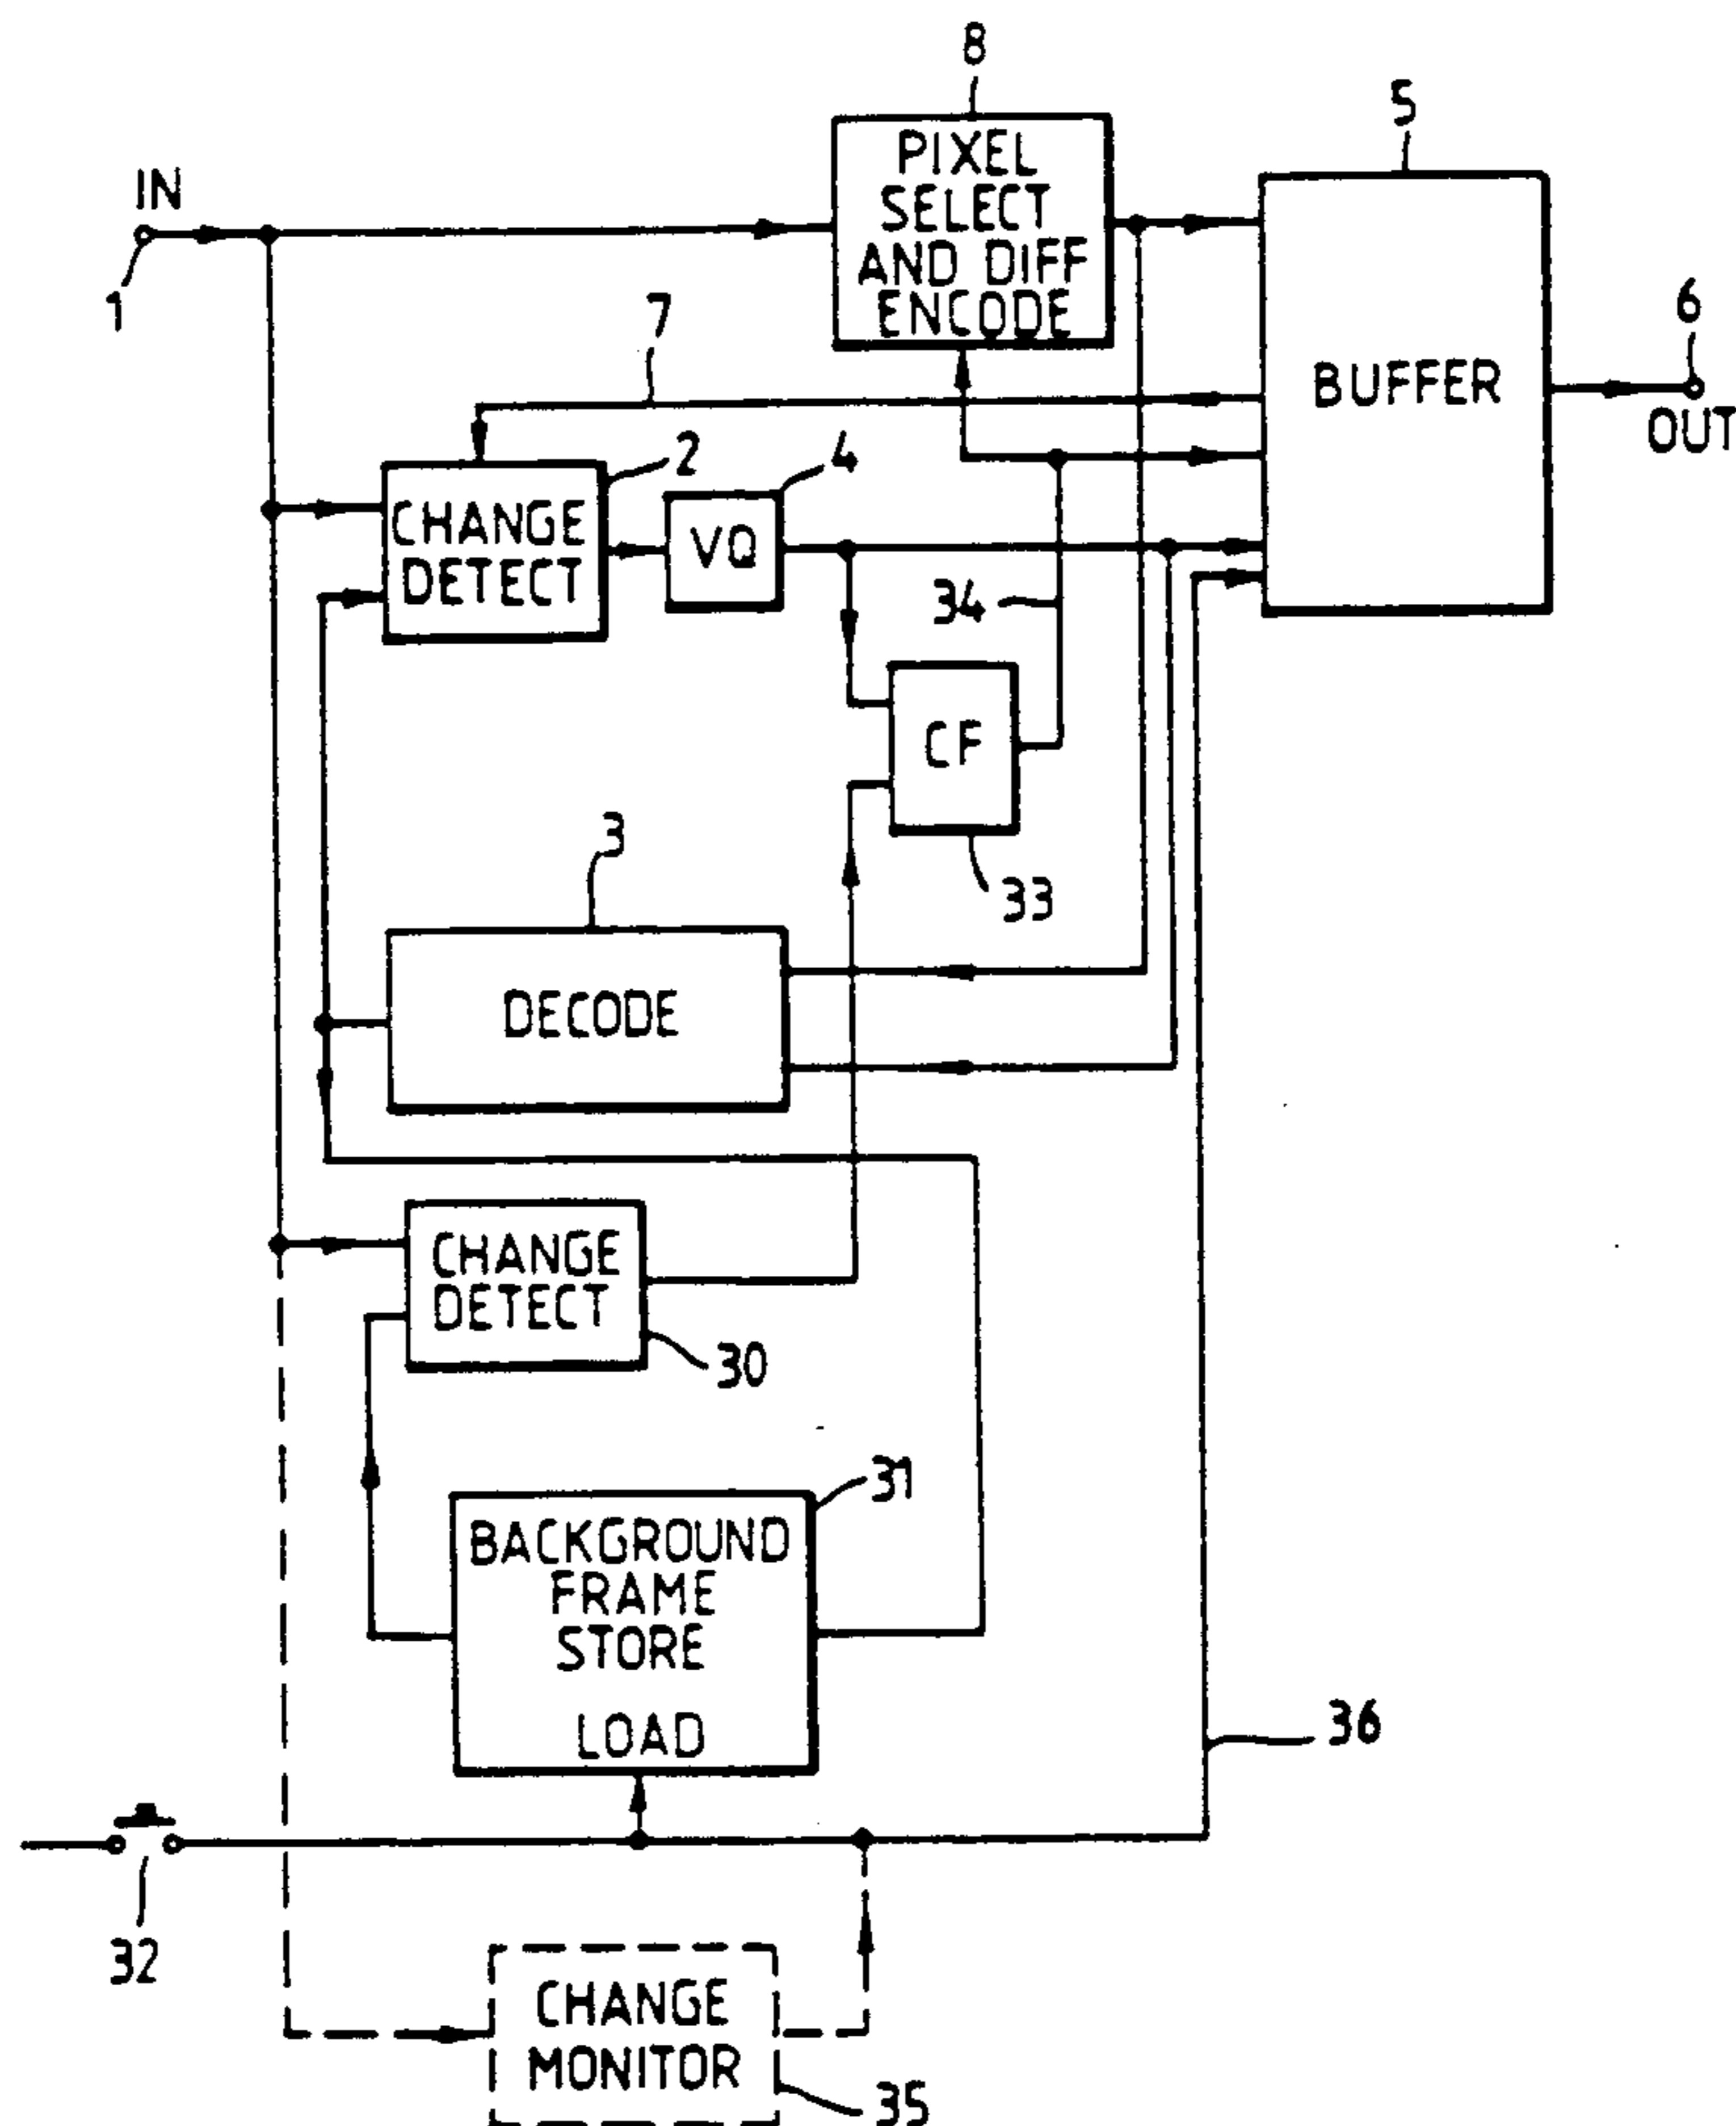 8
5
IN
PIXEL
SELECT
AND DIFF
ENCODE
1
7
6
BUFFER
OUT
2
4
CHANGE
DETECT
VQ
34
CF
3
33
DECODE
CHANGE
DETECT
30
31
BACKGROUND
FRAME
STORE
LOAD
36
32
CHANGE
MONITOR
35